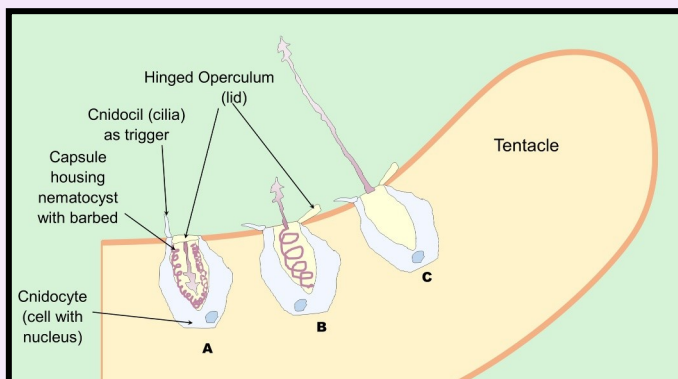 Hinged Operculum
(lid)
Cnidocil (cilia)
as trigger
Capsule
housing
nematocyst
with barbed
Tentacle
Cnidocyte
(cell with
nucleus)
A
B
C